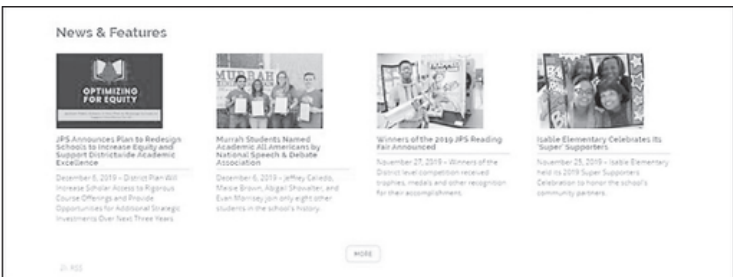 News & Features
OPTIMIZING
FOR EQUITY
JPS Announces Plan to Redesign
Schools to Increase Equity and
Support Districtwide Academic
Excellence
December 6, 2019 – District Plan Will
Increase Scholar Access to Rigorous
Course Offerings and Provide
Opportunities for Additional Strategic
Investments Over Next Three Years
MURRAH
Murrah Students Named
Academic All Americans by
National Speech & Debate
Association
December 6, 2019 – Jeffrey Caliedo,
Maisie Brown, Abigail Showalter, and
Evan Morrisey join only eight other
students in the school's history.
Winners of the 2019 JPS Reading
Fair Announced
November 27, 2019 – Winners of the
District level competition received
trophies, medals and other recognition
for their accomplishment.
Isable Elementary Celebrates Its
'Super' Supporters
November 25, 2019 – Isable Elementary
held its 2019 Super Supporters
Celebration to honor the school's
community partners.
MORE
RSS